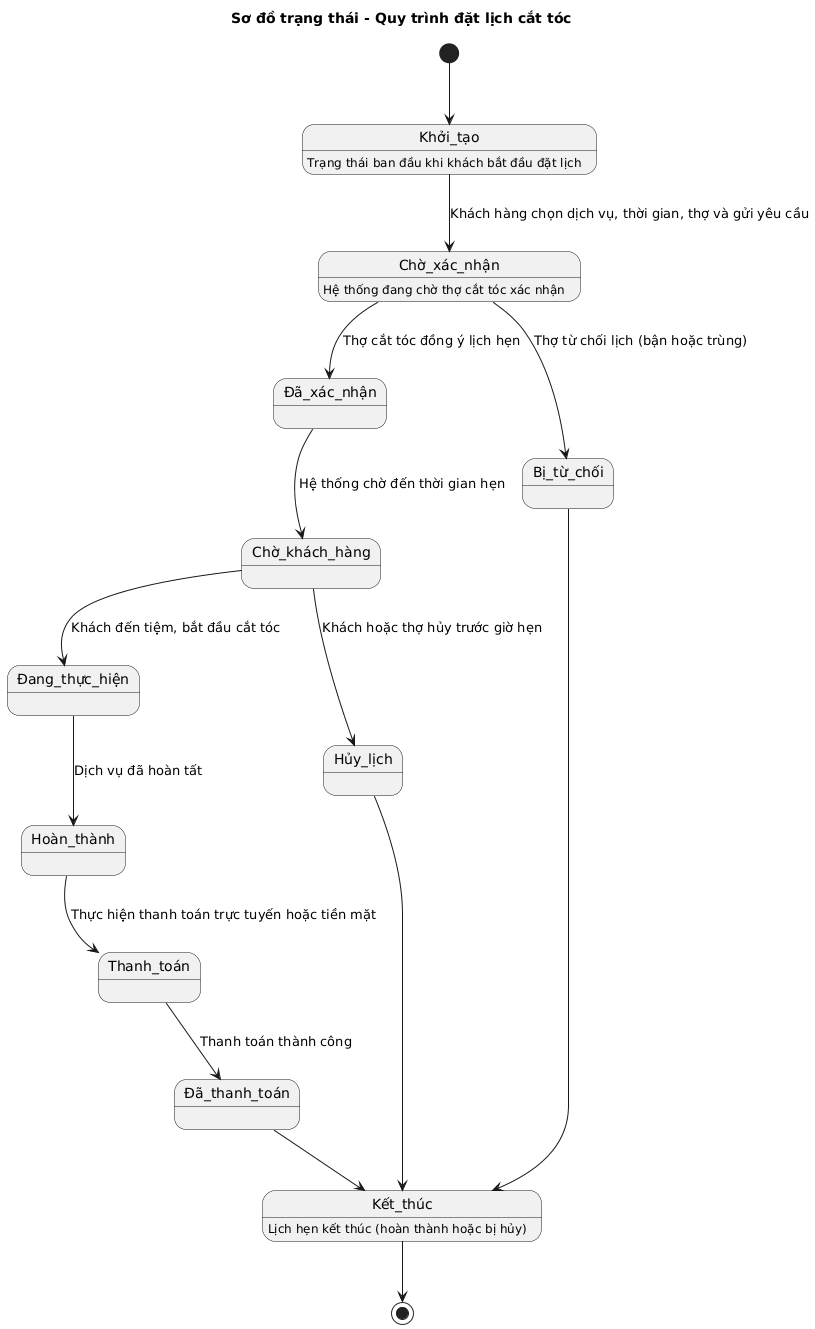 Sơ đồ trạng thái - Quy trình đặt lịch cắt tóc
Khởi_tạo
Trạng thái ban đầu khi khách bắt đầu đặt lịch
Khách hàng chọn dịch vụ, thời gian, thợ và gửi yêu cầu
Chờ_xác_nhận
Hệ thống đang chờ thợ cắt tóc xác nhận
Thợ cắt tóc đồng ý lịch hẹn
Thợ từ chối lịch (bận hoặc trùng)
Đã_xác_nhận
Bị_từ_chối
Hệ thống chờ đến thời gian hẹn
Chờ_khách_hàng
Khách đến tiệm, bắt đầu cắt tóc
Khách hoặc thợ hủy trước giờ hẹn
Đang_thực_hiện
Hủy_lịch
Dịch vụ đã hoàn tất
Hoàn_thành
Thực hiện thanh toán trực tuyến hoặc tiền mặt
Thanh_toán
Thanh toán thành công
Đã_thanh_toán
Kết_thúc
Lịch hẹn kết thúc (hoàn thành hoặc bị hủy)